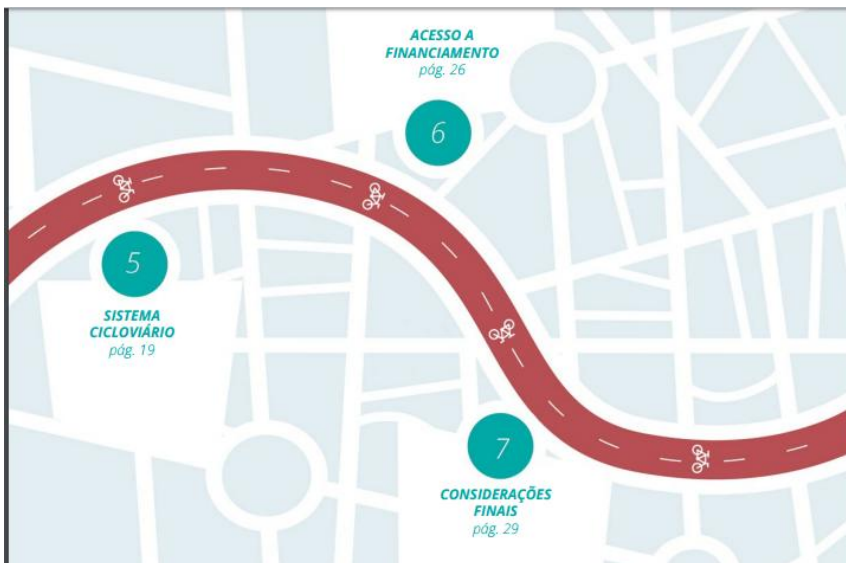 5
SISTEMA
CICLOVIÁRIO
pág. 19
ACESSO A
FINANCIAMENTO
pág. 26
6
7
CONSIDERAÇÕES
FINAIS
pág. 29